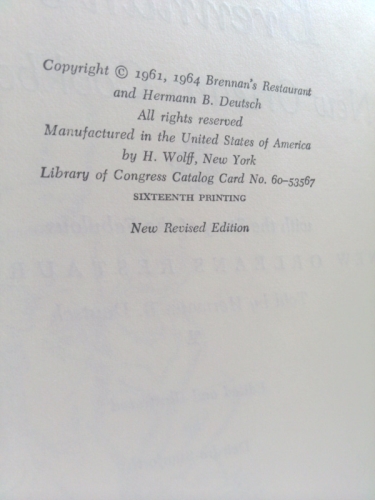 Copyright © 1961, 1964 Brennan's Restaurant
and Hermann B. Deutsch
All rights reserved
Manufactured in the United States of America
by H. Wolff, New York
Library of Congress Catalog Card No. 60-53567
SIXTEENTH PRINTING
New Revised Edition